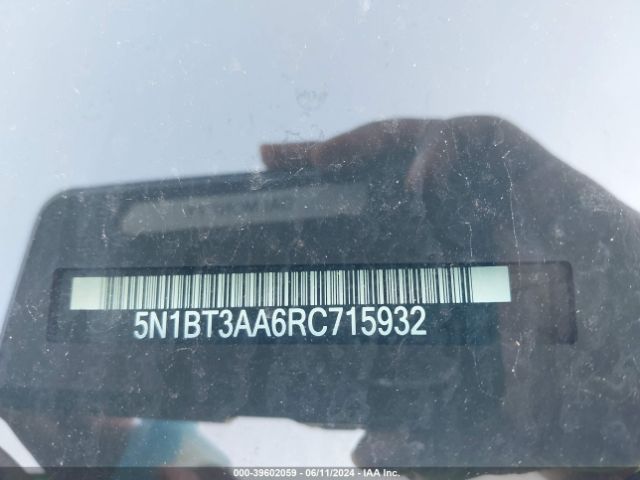 5N1BT3AA6RC715932
000-39602059 - 06/11/2024 - IAA Inc.